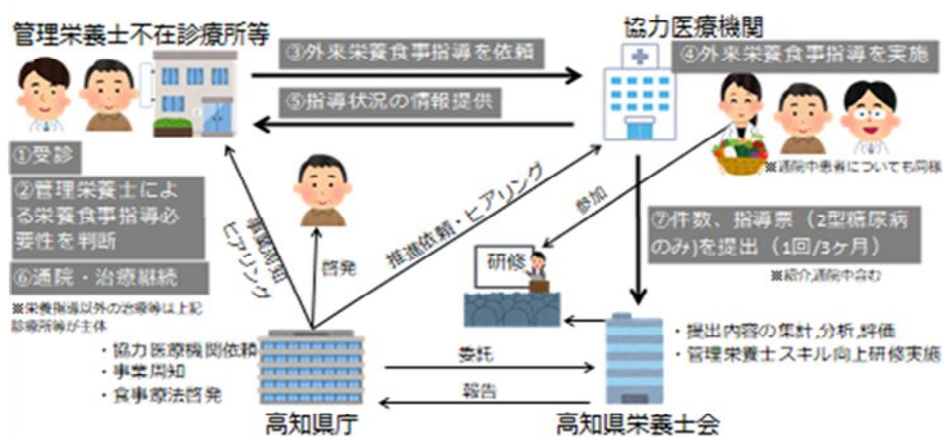 管理栄養士不在診療所等
協力医療機関
③外来栄養食事指導を依頼
④外来栄養食事指導を実施
⑤指導状況の情報提供
①受診
②管理栄養士によ
る栄養食事指導必
要性を判断
⑥通院・治療継続
※栄養指導以外の治療等は上記
診療所等が主体
※通院中患者についても同様
事業周知
ヒアリング
啓発
推進依頼・ヒアリング
参加
研修
⑦件数、指導票（2型糖尿病
のみ)を提出（1回/3ヶ月）
※紹介通院中含む
・協力医療機関依頼
・事業周知
・食事療法啓発
高知県庁
委託
報告
高知県栄養士会
・提出内容の集計,分析,評価
・管理栄養士スキル向上研修実施